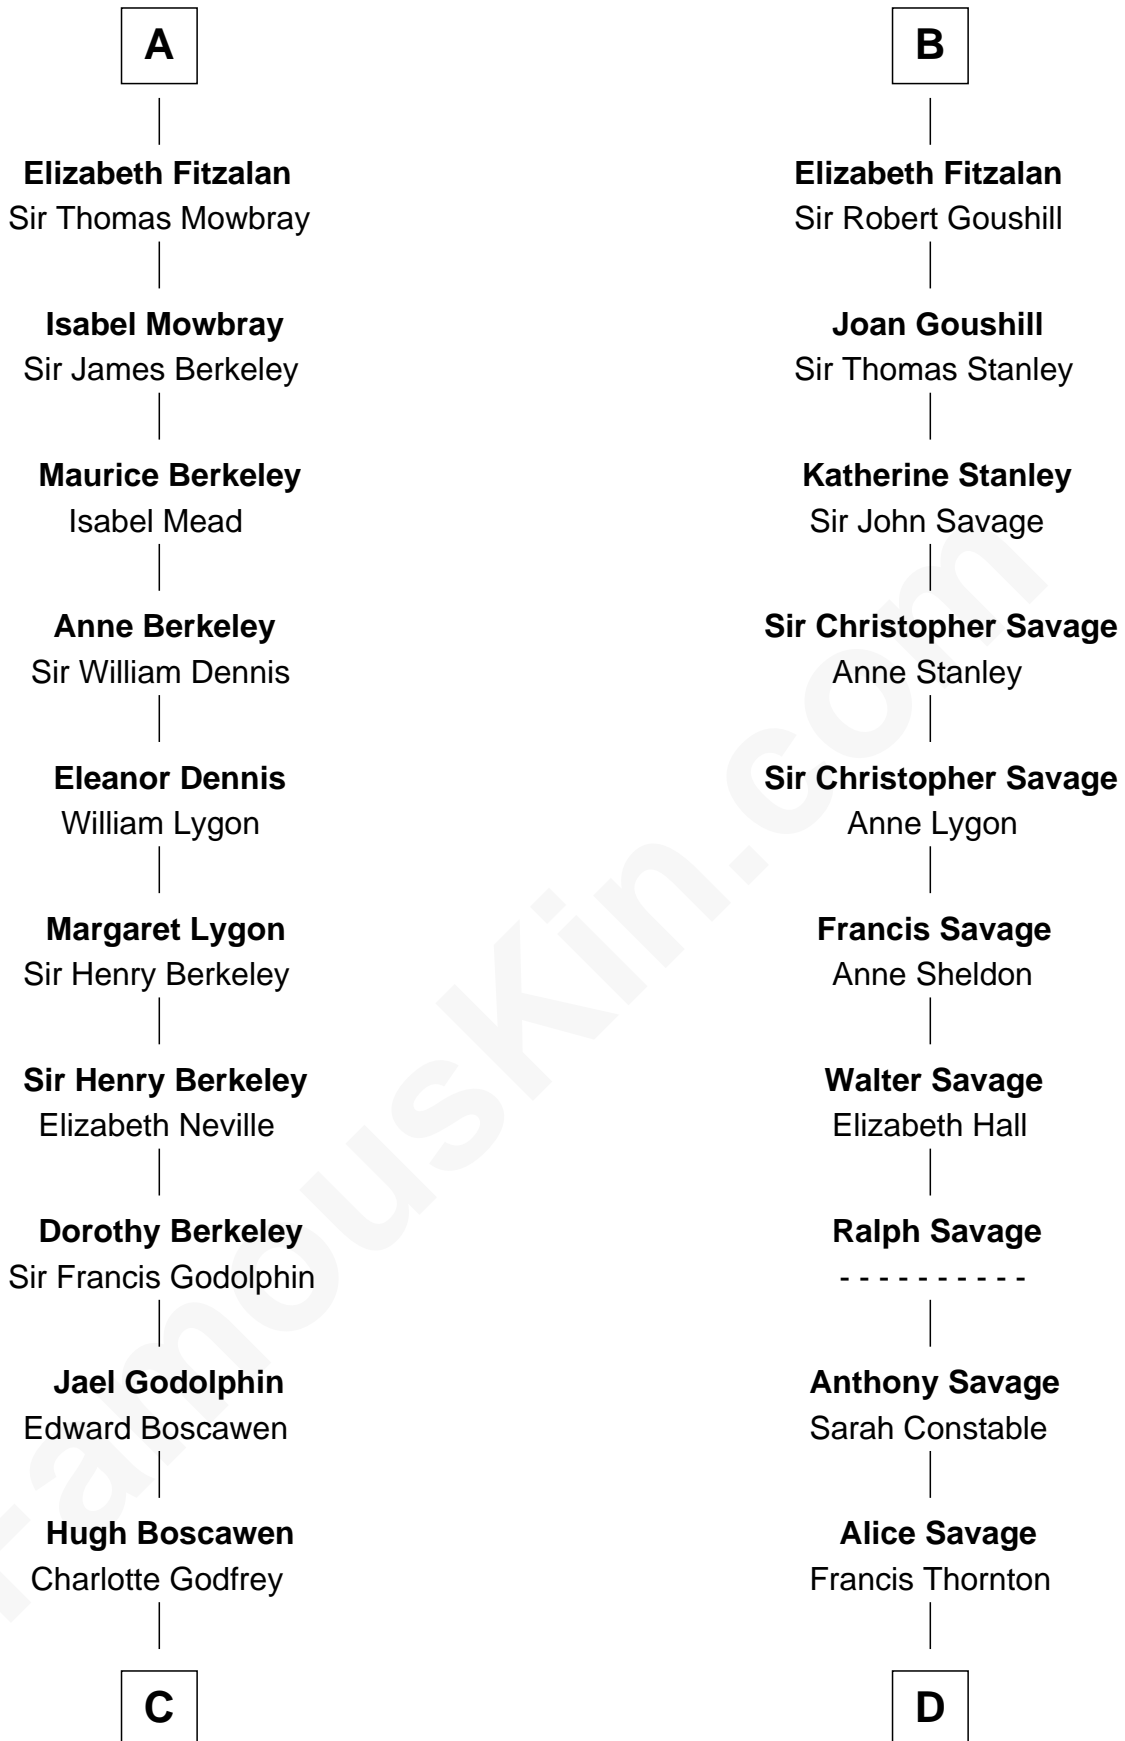 A
Elizabeth Fitzalan
Sir Thomas Mowbray
Isabel Mowbray
Sir James Berkeley
Maurice Berkeley
Isabel Mead
Anne Berkeley
Sir William Dennis
Eleanor Dennis
William Lygon
Margaret Lygon
Sir Henry Berkeley
Sir Henry Berkeley
Elizabeth Neville
Dorothy Berkeley
Sir Francis Godolphin
Jael Godolphin
Edward Boscawen
Hugh Boscawen
Charlotte Godfrey
C
B
Elizabeth Fitzalan
Sir Robert Goushill
Joan Goushill
Sir Thomas Stanley
Katherine Stanley
Sir John Savage
Sir Christopher Savage
Anne Stanley
Sir Christopher Savage
Anne Lygon
Francis Savage
Anne Sheldon
Walter Savage
Elizabeth Hall
Ralph Savage
- - - - - - - - - -
Anthony Savage
Sarah Constable
Alice Savage
Francis Thornton
D
FamousKin.com